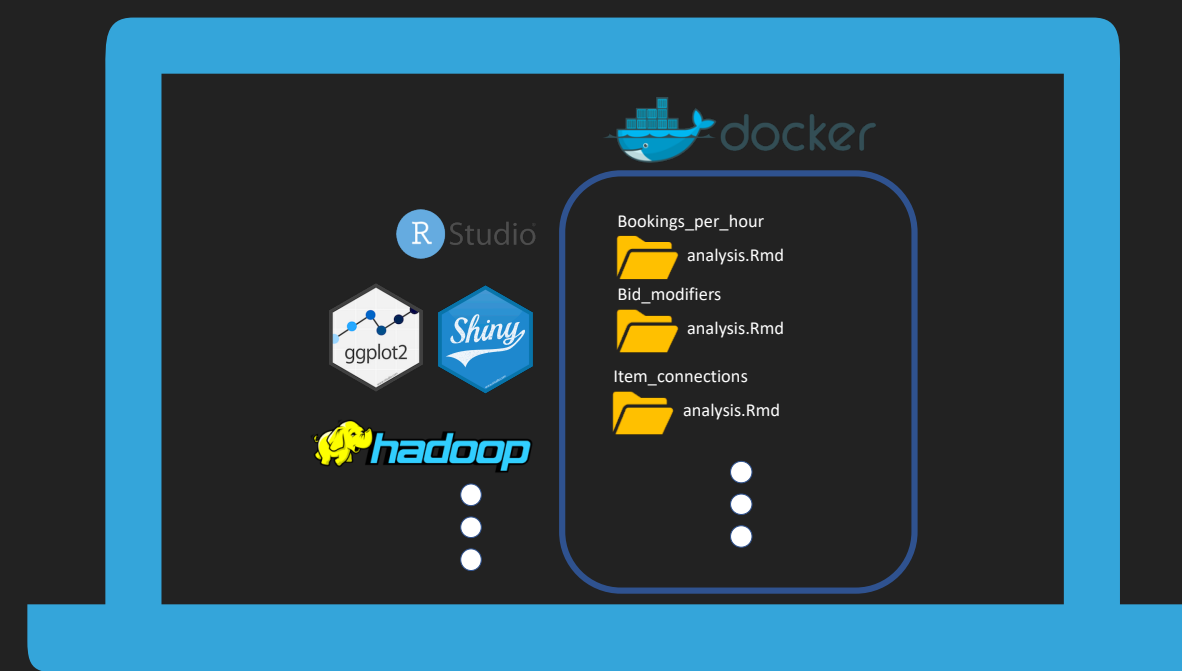 docker
R Studio
ggplot2
Shiny
hadoop
Bookings_per_hour
analysis.Rmd
Bid_modifiers
analysis.Rmd
Item_connections
analysis.Rmd